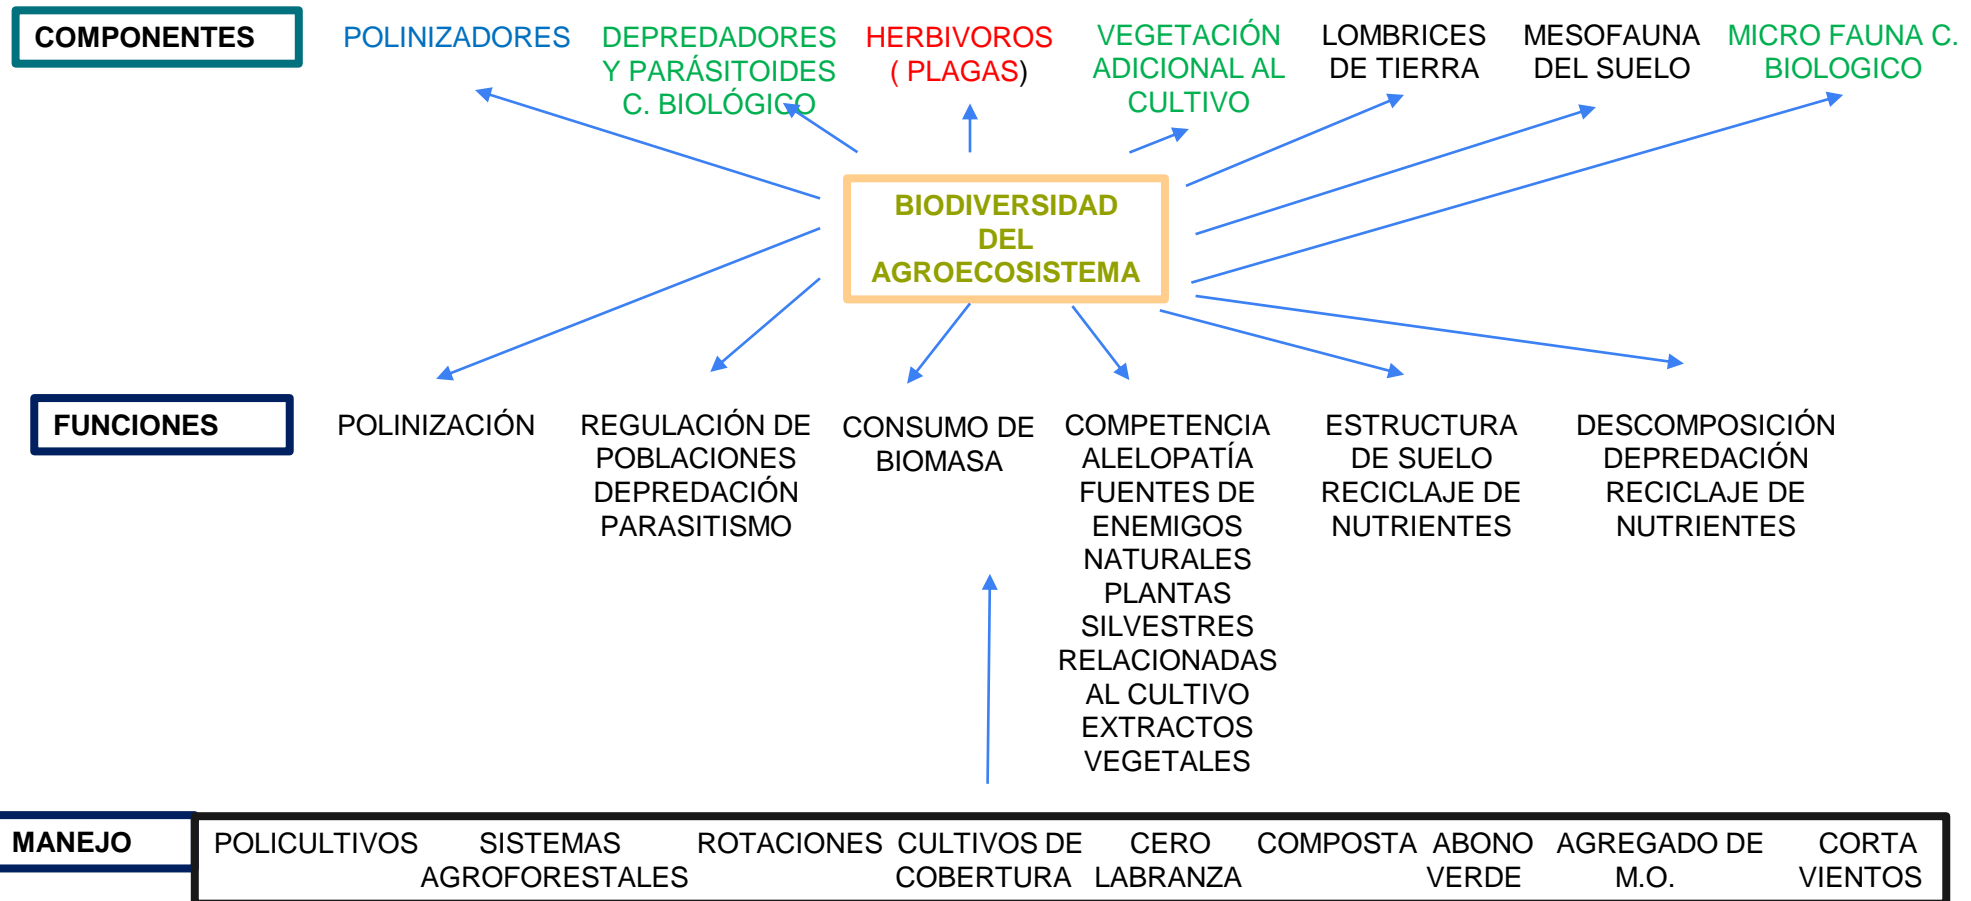 COMPONENTES
POLINIZADORES
DEPREDADORES
Y PARÁSITOIDES
C. BIOLÓGICO
HERBIVOROS
( PLAGAS)
VEGETACIÓN
ADICIONAL AL
CULTIVO
LOMBRICES
DE TIERRA
MESOFAUNA
DEL SUELO
MICRO FAUNA C.
BIOLOGICO
BIODIVERSIDAD
DEL
AGROECOSISTEMA
FUNCIONES
POLINIZACIÓN
REGULACIÓN DE
POBLACIONES
DEPREDACIÓN
PARASITISMO
CONSUMO DE
BIOMASA
COMPETENCIA
ALELOPATÍA
FUENTES DE
ENEMIGOS
NATURALES
PLANTAS
SILVESTRES
RELACIONADAS
AL CULTIVO
EXTRACTOS
VEGETALES
ESTRUCTURA
DE SUELO
RECICLAJE DE
NUTRIENTES
DESCOMPOSICIÓN
DEPREDACIÓN
RECICLAJE DE
NUTRIENTES
MANEJO
POLICULTIVOS
SISTEMAS
AGROFORESTALES
ROTACIONES
CULTIVOS DE
COBERTURA
CERO
LABRANZA
COMPOSTA
ABONO
VERDE
AGREGADO DE
M.O.
CORTA
VIENTOS